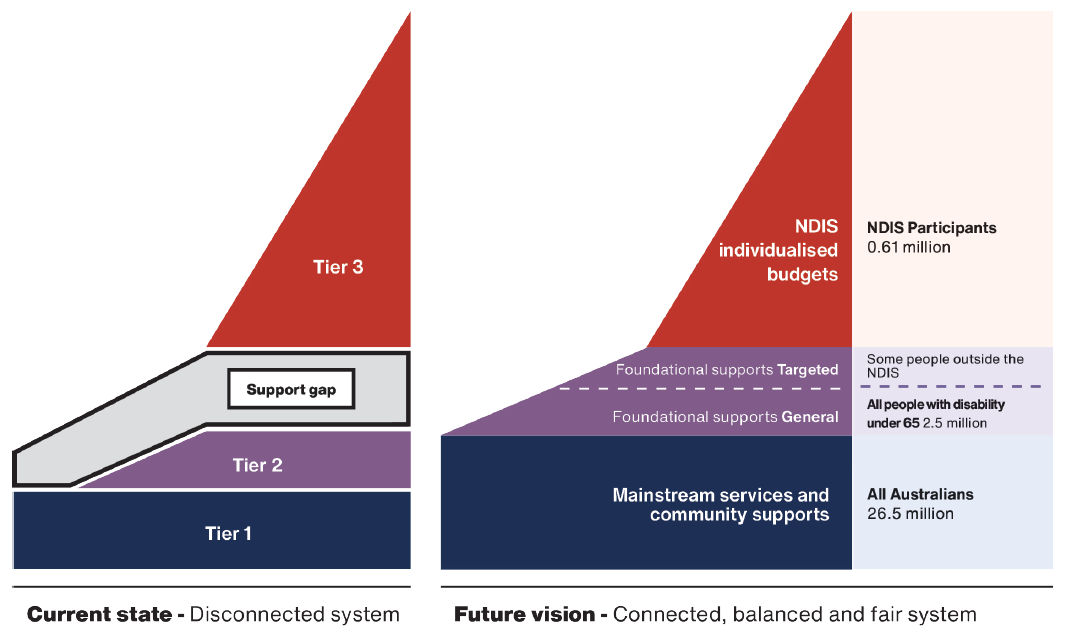 Tier 3
Support gap
Tier 2
Tier 1
Current state - Disconnected system
NDIS
individualised
budgets
NDIS Participants
0.61 million
Foundational supports Targeted
Some people outside the
NDIS
Foundational supports General
All people with disability
under 65 2.5 million
Mainstream services and
community supports
All Australians
26.5 million
Future vision - Connected, balanced and fair system